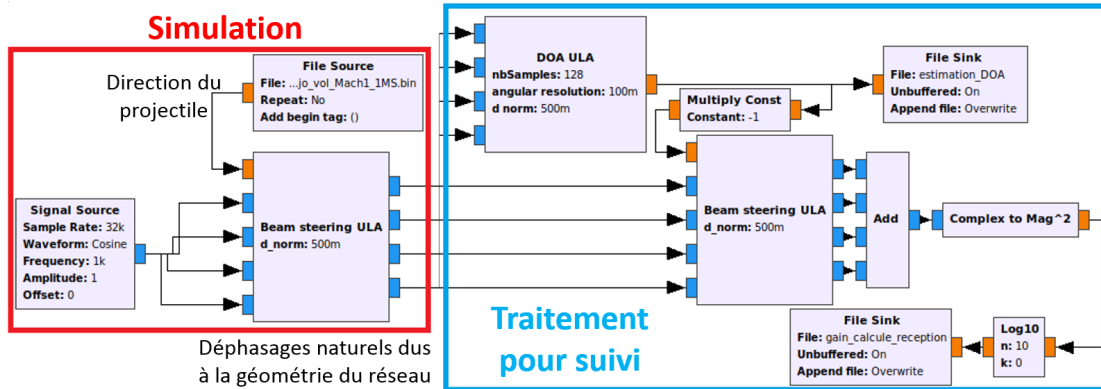 Simulation
Direction du
projectile
File Source
File: ...jo_vol_Mach1_1MS.bin
Repeat: No
Add begin tag: ()
Signal Source
Sample Rate: 32k
Waveform: Cosine
Frequency: 1k
Amplitude: 1
Offset: 0
Beam steering ULA
d_norm: 500m
Déphasages naturels dus
à la géométrie du réseau
DOA ULA
nbSamples: 128
angular resolution: 100m
d norm: 500m
Multiply Const
Constant: -1
File Sink
File: estimation_DOA
Unbuffered: On
Append file: Overwrite
Beam steering ULA
d_norm: 500m
Add
Complex to Mag^2
Traitement
pour suivi
File Sink
File: gain_calcule_reception
Unbuffered: On
Append file: Overwrite
Log10
n: 10
k: 0